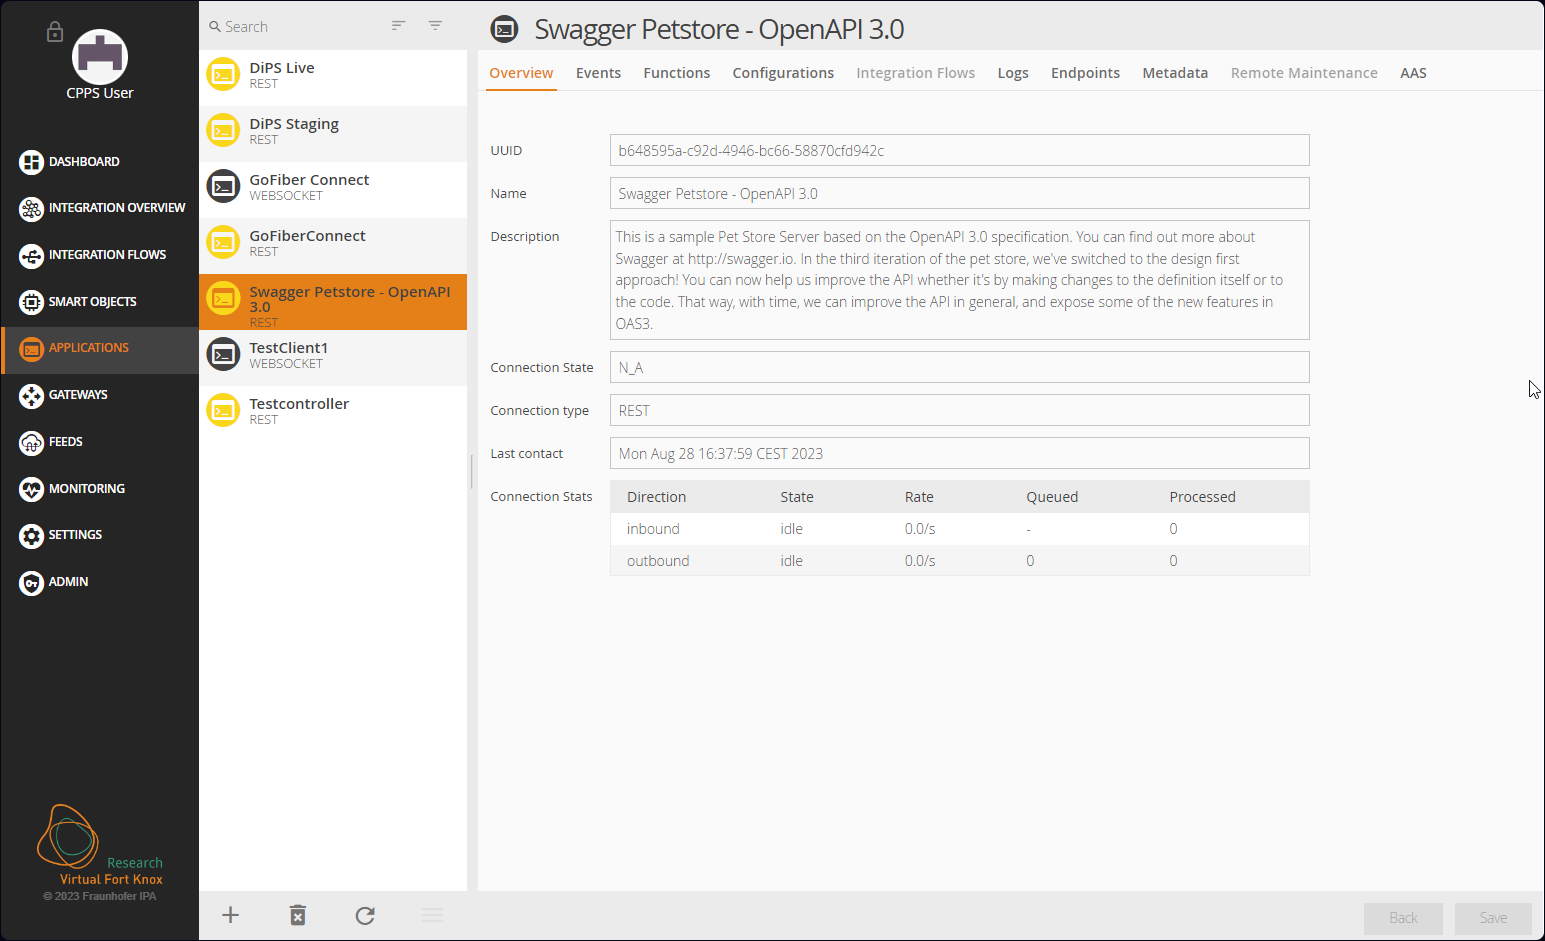 CPPS User
DASHBOARD
INTEGRATION OVERVIEW
INTEGRATION FLOWS
SMART OBJECTS
APPLICATIONS
GATEWAYS
FEEDS
MONITORING
SETTINGS
ADMIN
Research
Virtual Fort Knox
© 2023 Fraunhofer IPA
Search
DiPS Live
REST
DiPS Staging
REST
GoFiber Connect
WEBSOCKET
GoFiberConnect
REST
Swagger Petstore - OpenAPI
3.0
REST
TestClient1
WEBSOCKET
Testcontroller
REST
Swagger Petstore - OpenAPI 3.0
Overview Events Functions Configurations Integration Flows Logs Endpoints Metadata Remote Maintenance AAS
UUID b648595a-c92d-4946-bc66-58870cfd942c
Name Swagger Petstore - OpenAPI 3.0
Description This is a sample Pet Store Server based on the OpenAPI 3.0 specification. You can find out more about
Swagger at http://swagger.io. In the third iteration of the pet store, we've switched to the design first
approach! You can now help us improve the API whether it's by making changes to the definition itself or to
the code. That way, with time, we can improve the API in general, and expose some of the new features in
OAS3.
Connection State N_A
Connection type REST
Last contact Mon Aug 28 16:37:59 CEST 2023
Connection Stats Direction State Rate Queued Processed
inbound idle 0.0/s - 0
outbound idle 0.0/s 0 0
Back Save